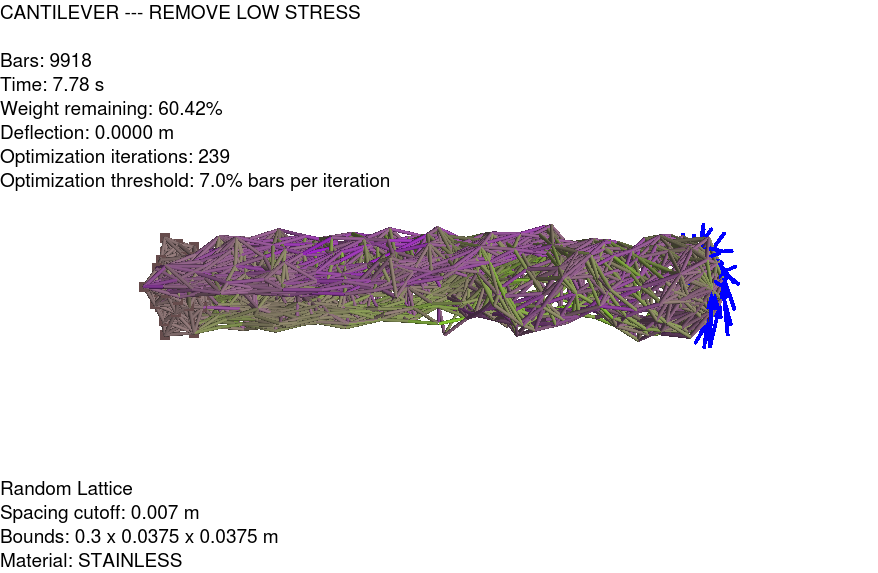 CANTILEVER --- REMOVE LOW STRESS
Bars: 9918
Time: 7.78 s
Weight remaining: 60.42%
Deflection: 0.0000 m
Optimization iterations: 239
Optimization threshold: 7.0% bars per iteration
Random Lattice
Spacing cutoff: 0.007 m
Bounds: 0.3 x 0.0375 x 0.0375 m
Material: STAINLESS